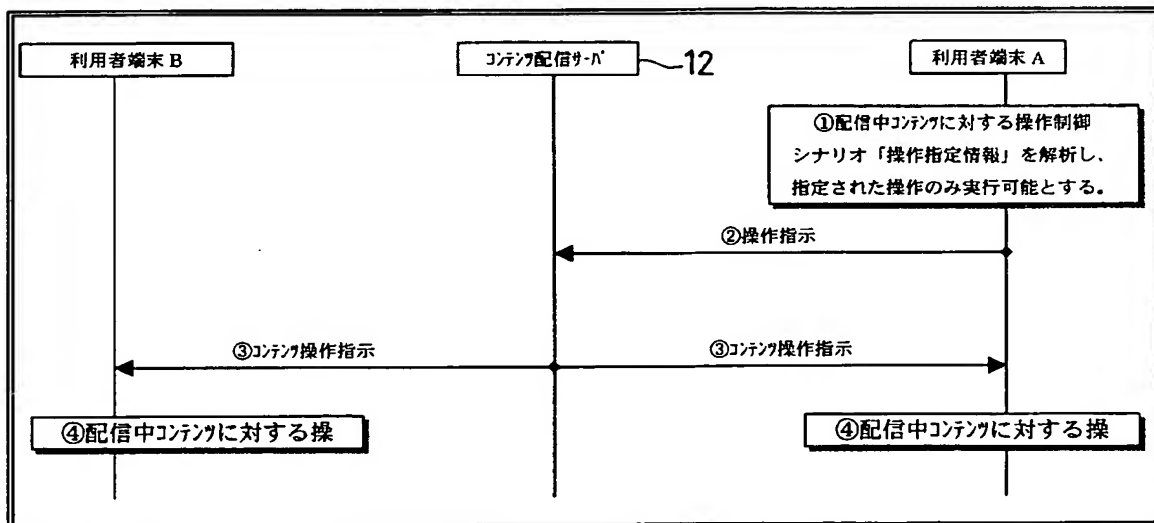 利用者端末 B
コンテンツ配信サーバ
12
利用者端末 A
①配信中コンテンツに対する操作制御
シナリオ「操作指定情報」を解析し、
指定された操作のみ実行可能とする。
②操作指示
③コンテンツ操作指示
③コンテンツ操作指示
④配信中コンテンツに対する操
④配信中コンテンツに対する操